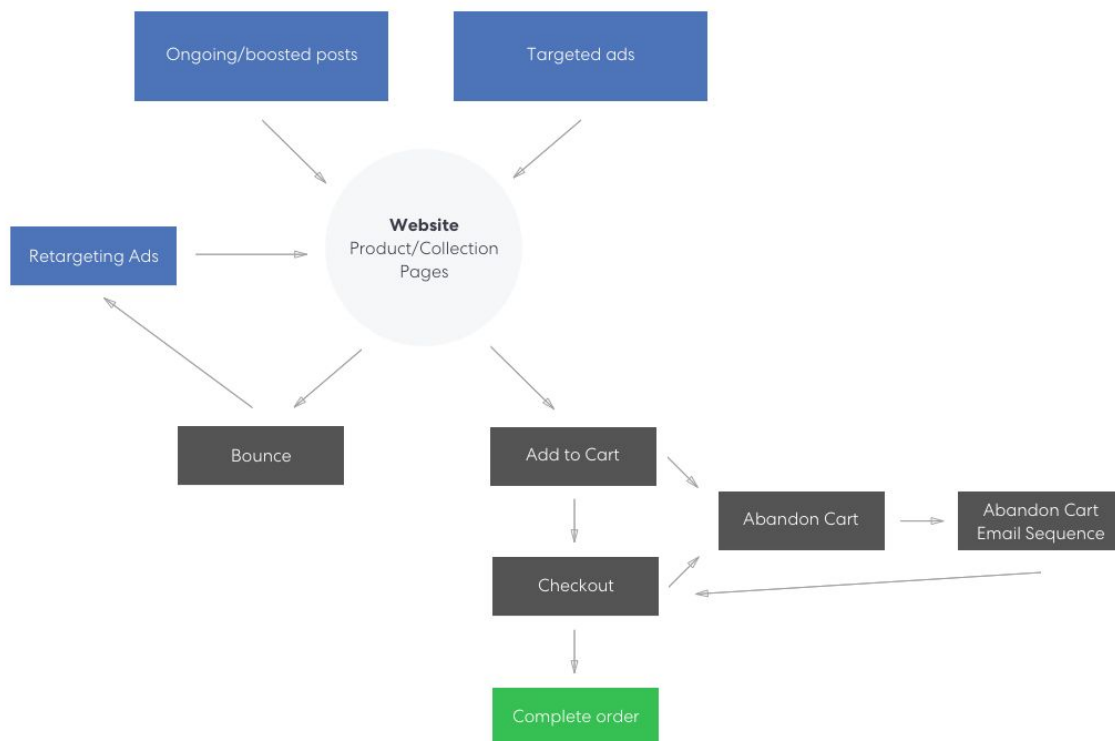 Ongoing/boosted posts
Targeted ads
Website
Product/Collection
Pages
Retargeting Ads
Bounce
Add to Cart
Abandon Cart
Abandon Cart
Email Sequence
Checkout
Complete order